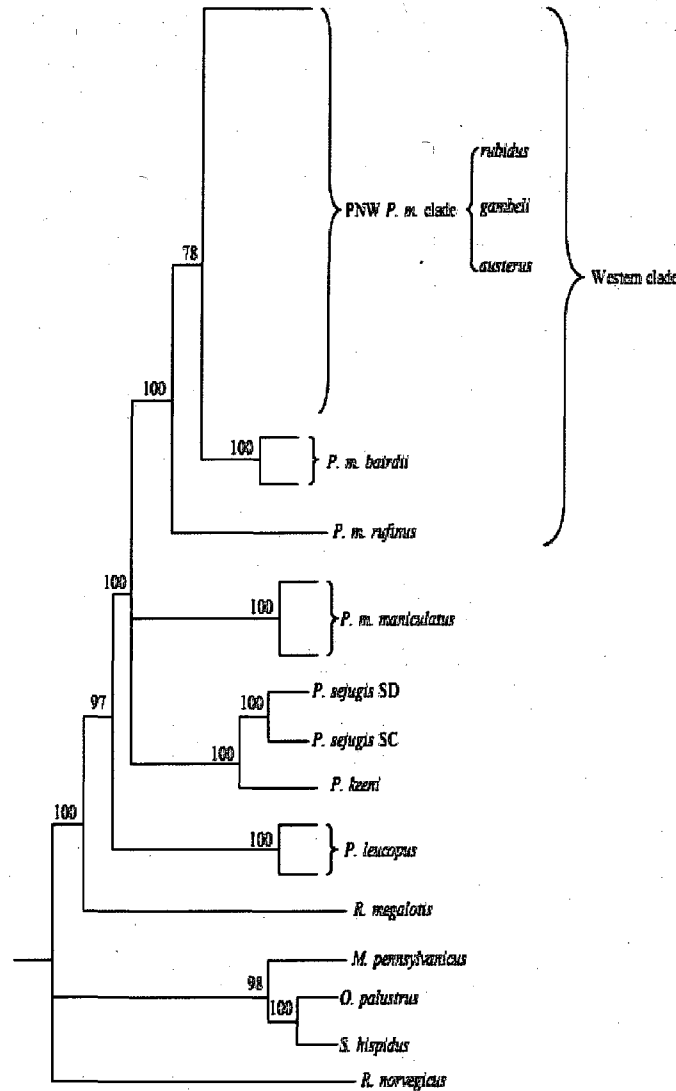 rubidus
PNW P. m. clade
gambeli
78
austerus
Western clade
100
100
P. m. bairdii
P. m. rufinus
100
100
P. m. maniculatus
97
100
P. sejugis SD
P. sejugis SC
100
P. keeni
100
100
P. leucopus
R. megalotis
M. pennsylvanicus
98
O. palustrus
100
S. hispidus
R. norvegicus